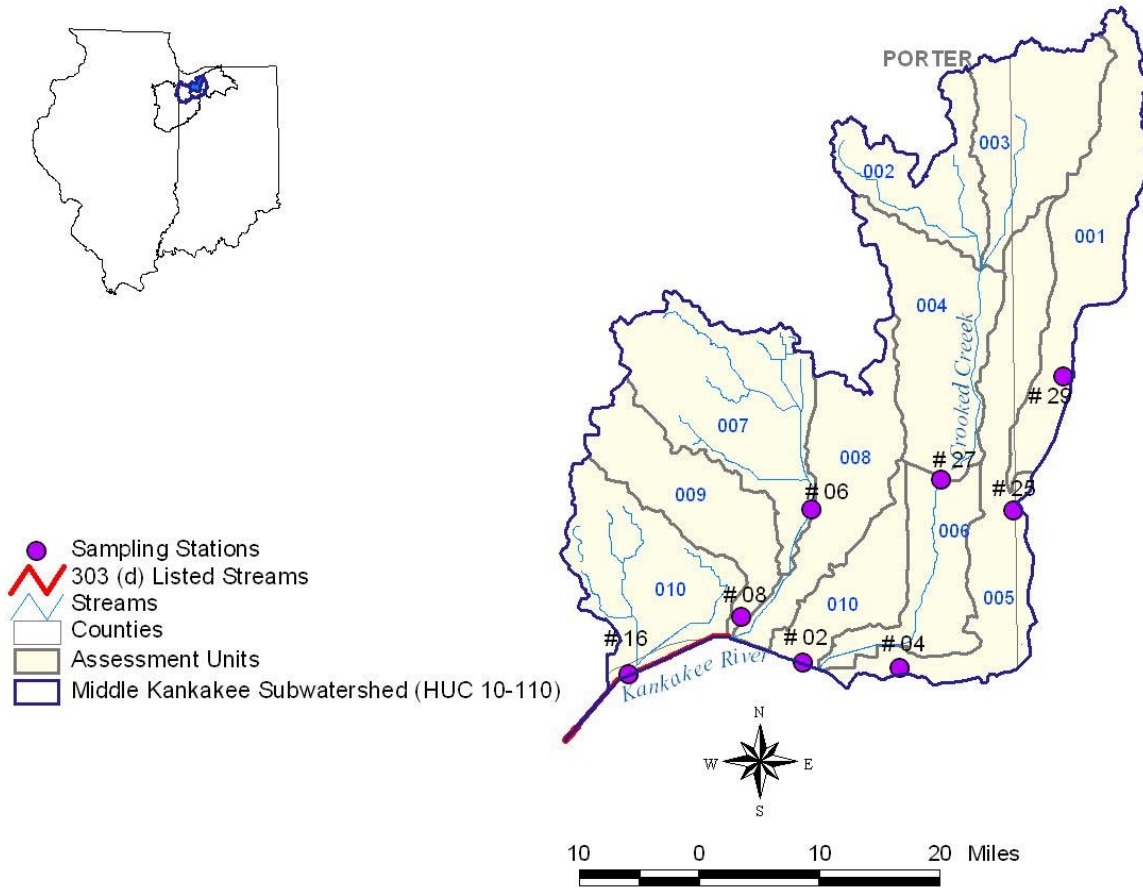 PORTER
003
002
001
004
Crooked Creeek
# 29
007
008
# 27
# 25
# 06
009
006
010
# 08
010
005
# 16
# 02
# 04
Kankakee River
Sampling Stations
303 (d) Listed Streams
Streams
Counties
Assessment Units
Middle Kankakee Subwatershed (HUC 10-110)
N
W E
S
10 0 10 20 Miles